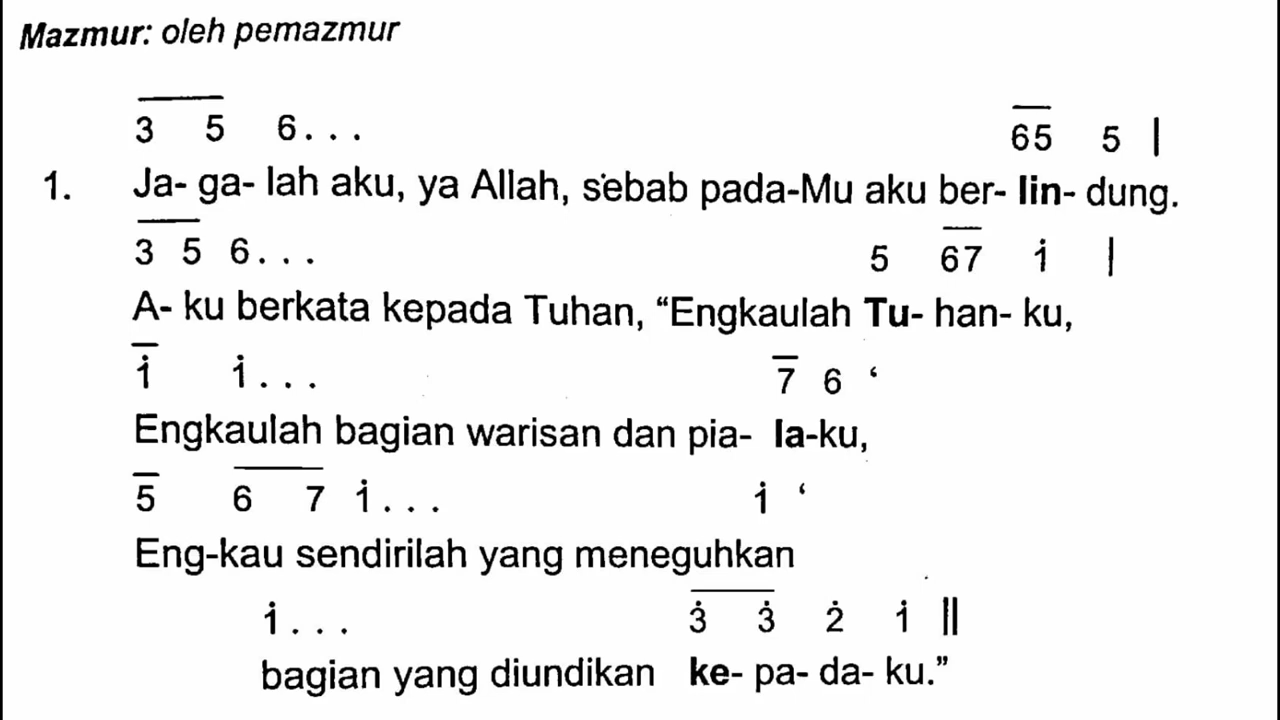 Mazmur: oleh pemazmur
3 5 6... 65 5 |
1. Ja- ga- lah aku, ya Allah, sebab pada-Mu aku ber- lin- dung.
3 5 6... 5 67 1̇ |
A- ku berkata kepada Tuhan, “Engkaulah Tu- han- ku,
1̇ 1̇... 7 6 ‘
Engkaulah bagian warisan dan pia- la-ku,
5 6 7 1̇... 1̇ ‘
Eng-kau sendirilah yang meneguhkan
1̇... 3̇ 3̇ 2̇ 1̇ ||
bagian yang diundikan ke- pa- da- ku.”